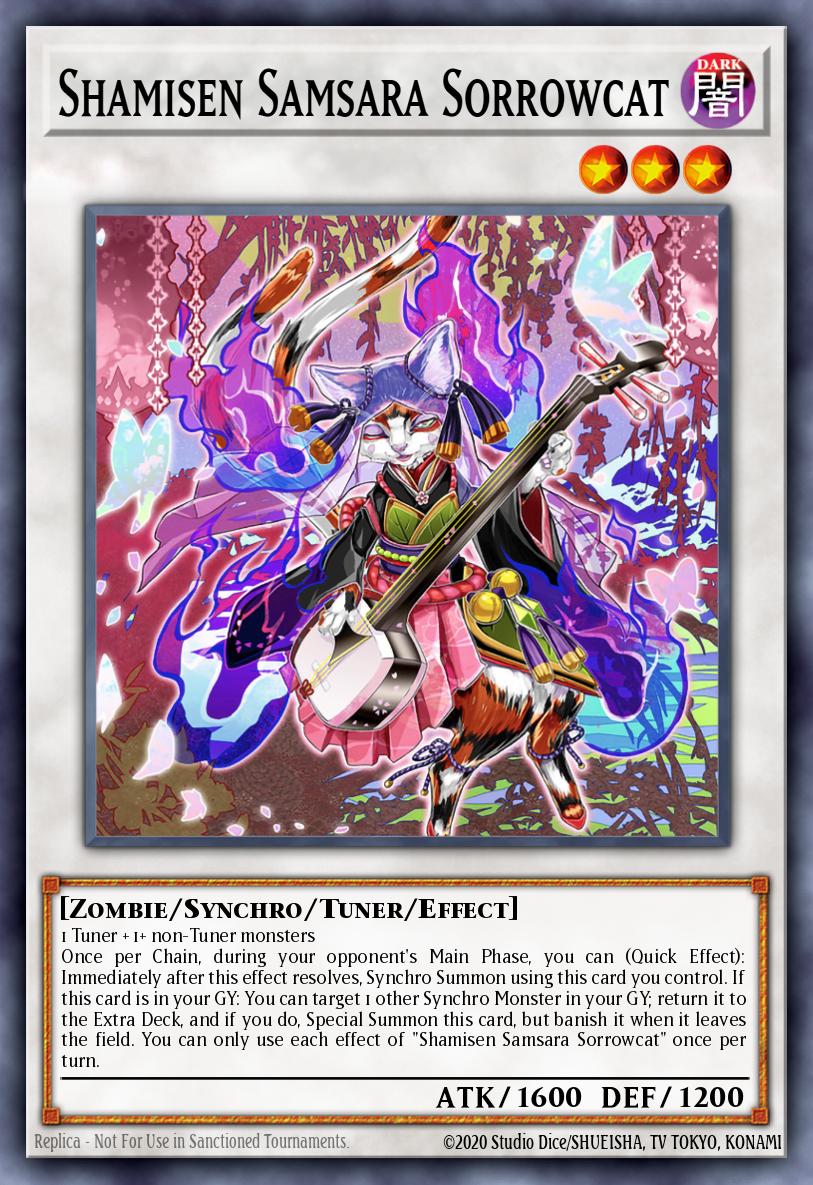 Shamisen Samsara Sorrowcat
DARK
闇
[Zombie/Synchro/Tuner/Effect]
1 Tuner + 1+ non-Tuner monsters
Once per Chain, during your opponent's Main Phase, you can (Quick Effect):
Immediately after this effect resolves, Synchro Summon using this card you control. If
this card is in your GY: You can target 1 other Synchro Monster in your GY; return it to
the Extra Deck, and if you do, Special Summon this card, but banish it when it leaves
the field. You can only use each effect of "Shamisen Samsara Sorrowcat" once per
turn.
ATK/1600 DEF/1200
Replica - Not For Use in Sanctioned Tournaments.
©2020 Studio Dice/SHUEISHA, TV TOKYO, KONAMI